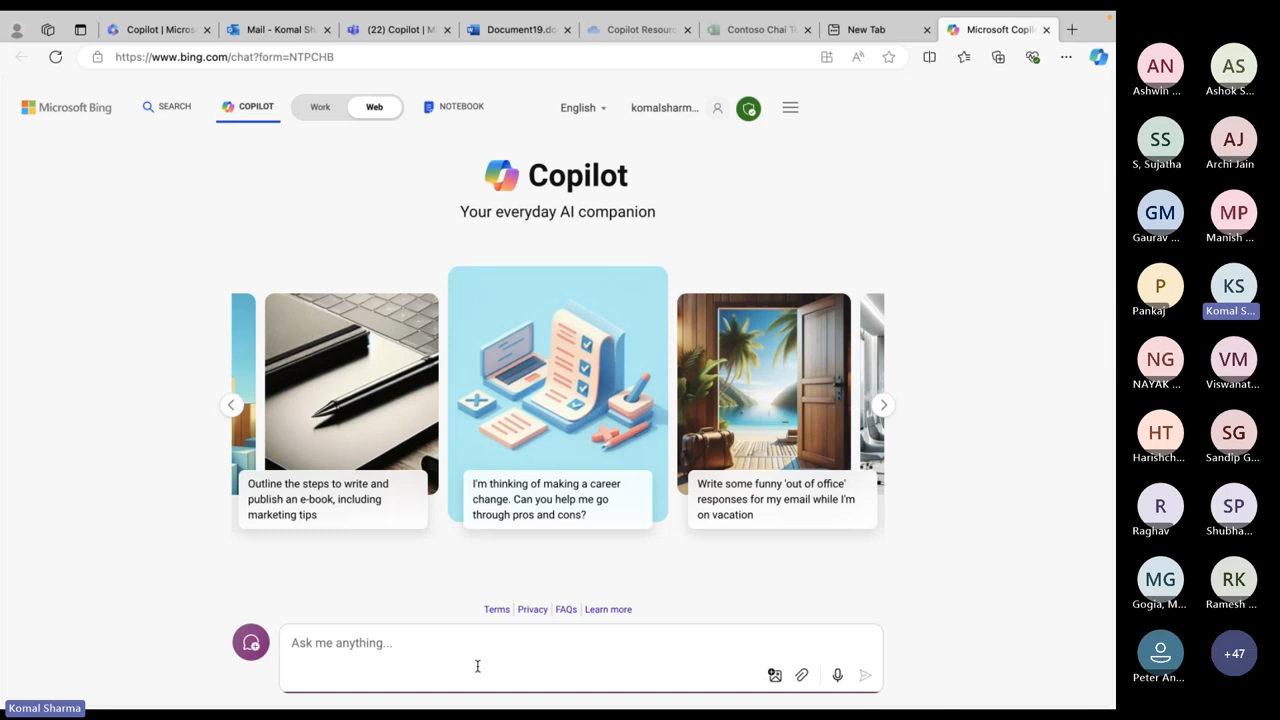 Copilot | Micros
Mail - Komal Sh
(22) Copilot | M
Document19.do
Copilot Resourc
Contoso Chai T
New Tab
Microsoft Copil
https://www.bing.com/chat?form=NTPCHB
Microsoft Bing
SEARCH
COPILOT
Work
Web
NOTEBOOK
English
komalsharm...
Copilot
Your everyday AI companion
Outline the steps to write and
publish an e-book, including
marketing tips
I'm thinking of making a career
change. Can you help me go
through pros and cons?
Write some funny 'out of office'
responses for my email while I'm
on vacation
Terms
Privacy
FAQs
Learn more
Ask me anything...
Komal Sharma
AN
Ashwin ...
AS
Ashok S...
SS
S, Sujatha
AJ
Archi Jain
GM
Gaurav ...
MP
Manish ...
P
Pankaj
KS
Komal S...
NG
NAYAK ...
VM
Viswanat...
HT
Harishch...
SG
Sandip G...
R
Raghav
SP
Shubha...
MG
Gogia, M...
RK
Ramesh ...
Peter An...
+47